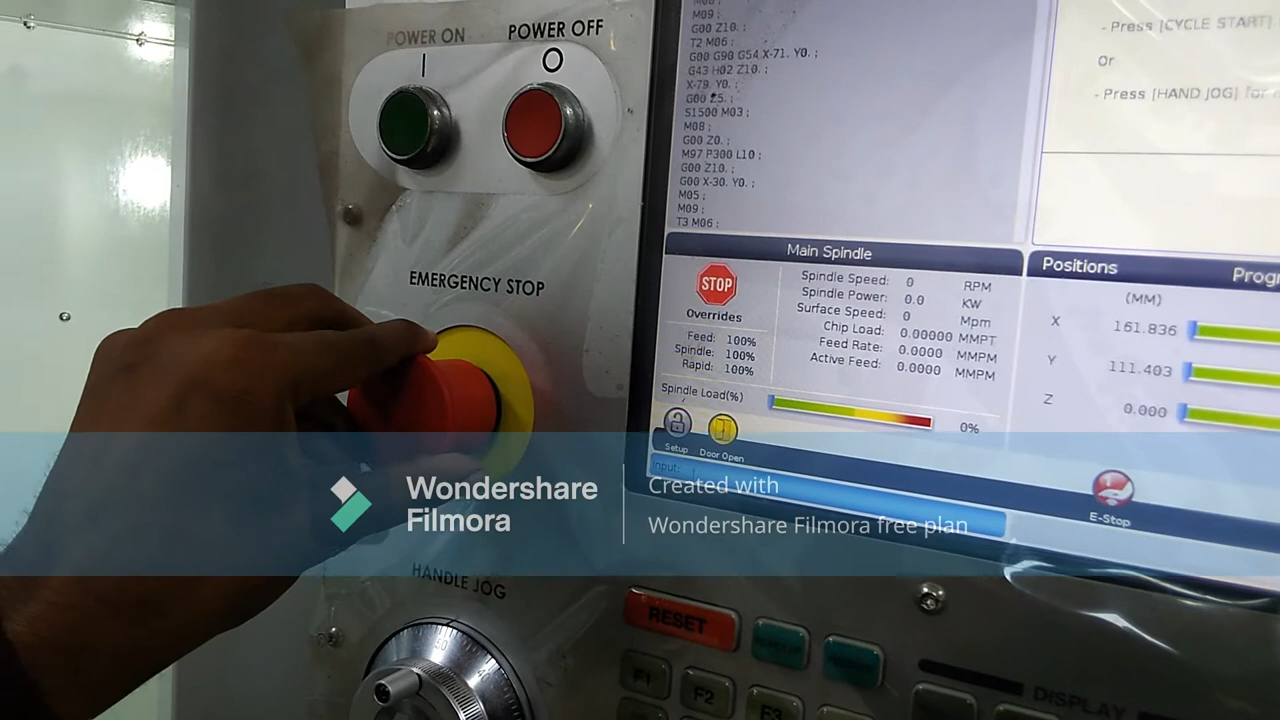 POWER ON
POWER OFF
I
O
EMERGENCY STOP
M09 ;
G00 Z10. ;
T2 M06 ;
G00 G90 G54 X-71. Y0. ;
G43 H02 Z10. ;
X-79. Y0. ;
G00 Z5. ;
S1500 M03 ;
M08 ;
G00 Z0. ;
M97 P300 L10 ;
G00 Z10. ;
G00 X-30. Y0. ;
M05 ;
M09 ;
T3 M06 ;
- Press [CYCLE START]
Or
- Press [HAND JOG] for
Main Spindle
STOP
Overrides
Feed: 100%
Spindle: 100%
Rapid: 100%
Spindle Speed: 0 RPM
Spindle Power: 0.0 KW
Surface Speed: 0 Mpm
Chip Load: 0.00000 MMPT
Feed Rate: 0.0000 MMPM
Active Feed: 0.0000 MMPM
Spindle Load(%)
0%
Positions
Progr
(MM)
X 161.836
Y 111.403
Z 0.000
Setup
Door Open
Input:
E-Stop
Wondershare
Filmora
Created with
Wondershare Filmora free plan
HANDLE JOG
RESET
F1
F2
F3
DISPLAY